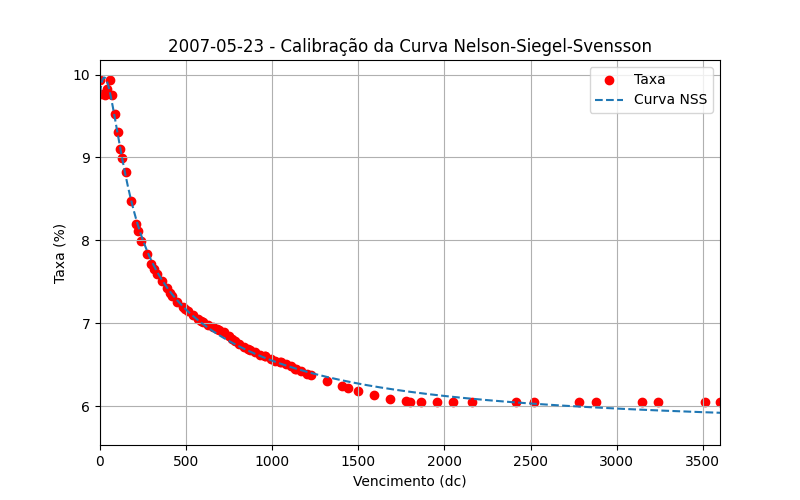 2007-05-23 - Calibração da Curva Nelson-Siegel-Svensson
Taxa
Curva NSS
10
9
8
7
6
Taxa (%)
0 500 1000 1500 2000 2500 3000 3500
Vencimento (dc)